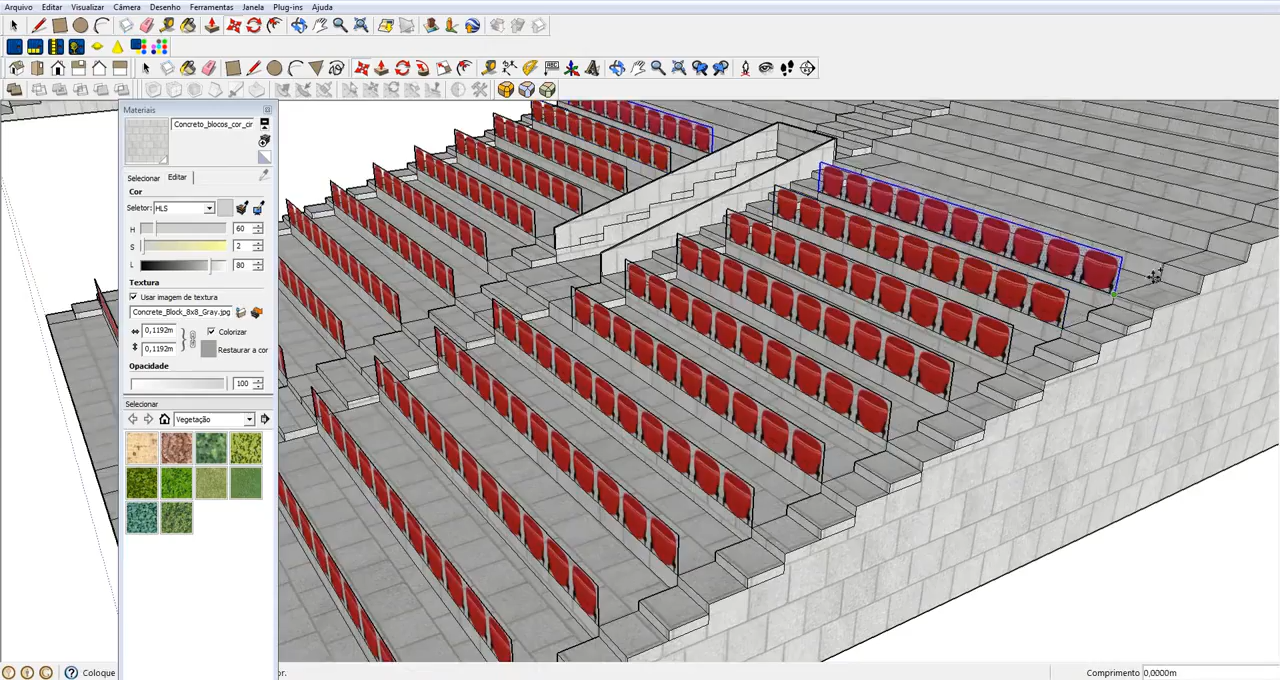 Arquivo Editar Visualizar Câmera Desenho Ferramentas Janela Plug-ins Ajuda
Materiais
Concreto_blocos_cor_cir
Selecionar Editar
Cor
Seletor: HLS
H 60
S 2
L 80
Textura
Usar imagem de textura
Concrete_Block_8x8_Gray.jpg
0,1192m Colorizar
0,1192m Restaurar a cor
Opacidade
100
Selecionar
Vegetação
Coloque or. Comprimento 0,0000m